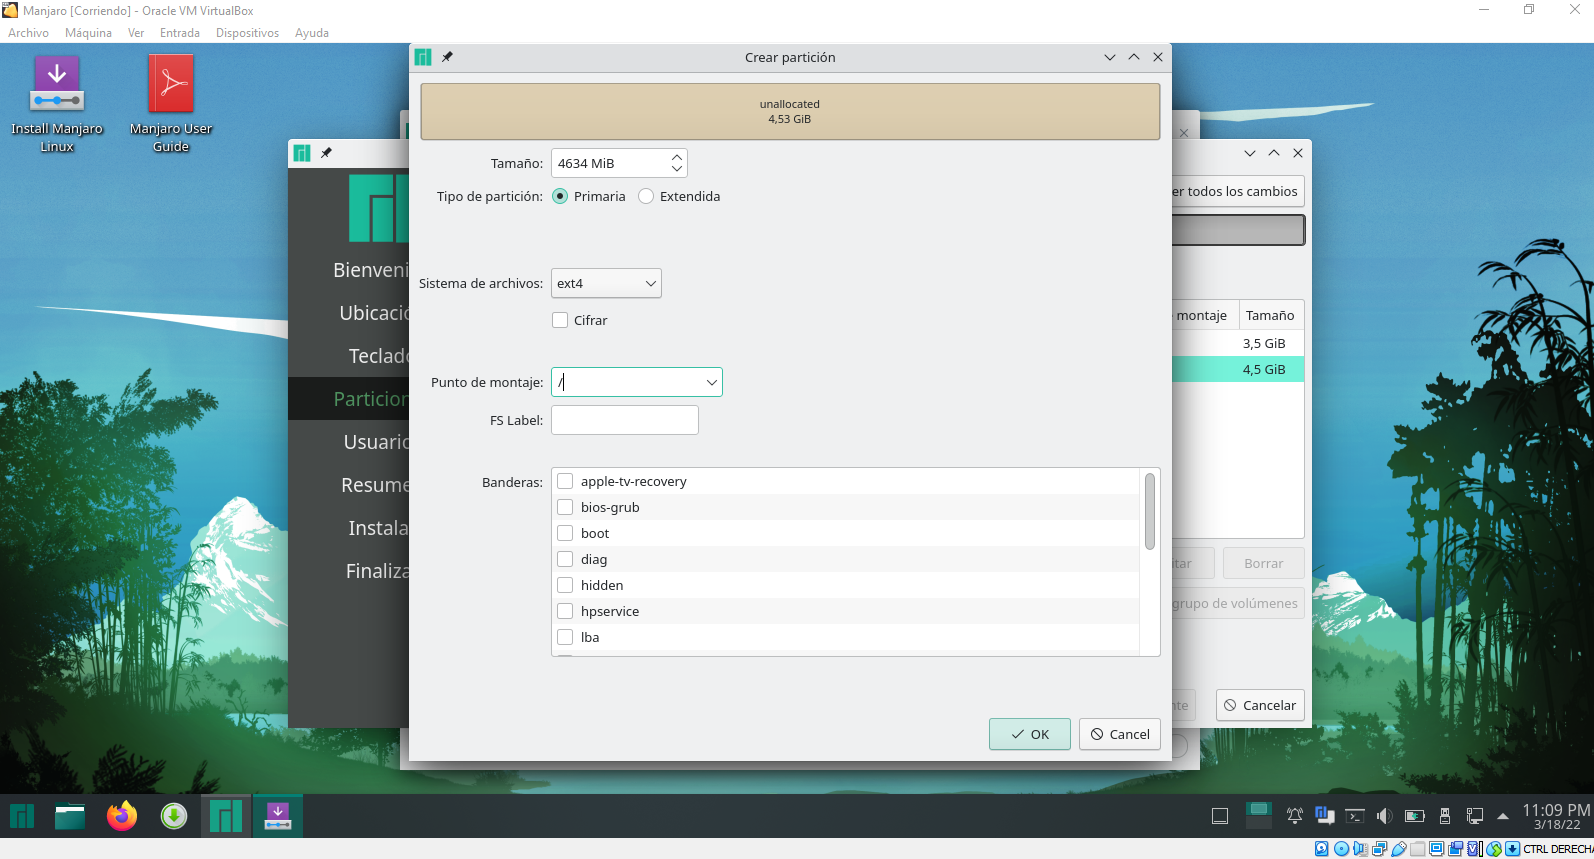 Manjaro [Corriendo] - Oracle VM VirtualBox
Archivo Máquina Ver Entrada Dispositivos Ayuda
Install Manjaro
Linux
Manjaro User
Guide
Crear partición
unallocated
4,53 GiB
Tamaño: 4634 MiB
Tipo de partición: Primaria Extendida
Sistema de archivos: ext4
Cifrar
Punto de montaje: /
FS Label:
Banderas:
apple-tv-recovery
bios-grub
boot
diag
hidden
hpservice
lba
OK Cancel
Bienveni
Ubicació
Teclado
Particion
Usuario
Resume
Instala
Finaliza
er todos los cambios
montaje Tamaño
3,5 GiB
4,5 GiB
tar Borrar
grupo de volúmenes
nte Cancelar
11:09 PM
3/18/22
CTRL DERECH